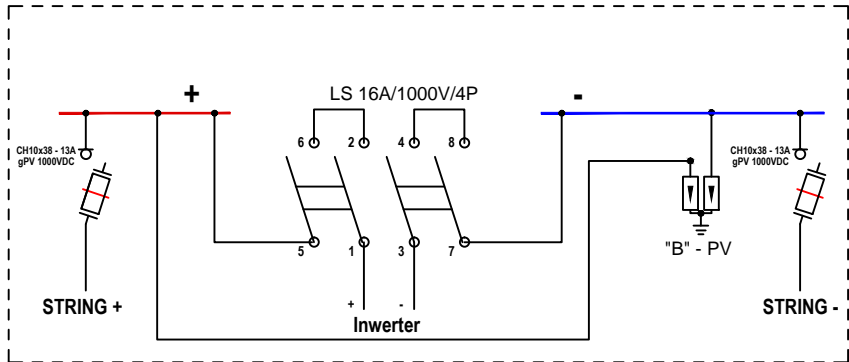 +
-
LS 16A/1000V/4P
6 2 4 8
CH10x38 - 13A
gPV 1000VDC
CH10x38 - 13A
gPV 1000VDC
5 1 3 7
"B" - PV
+ -
STRING +
Inwerter
STRING -